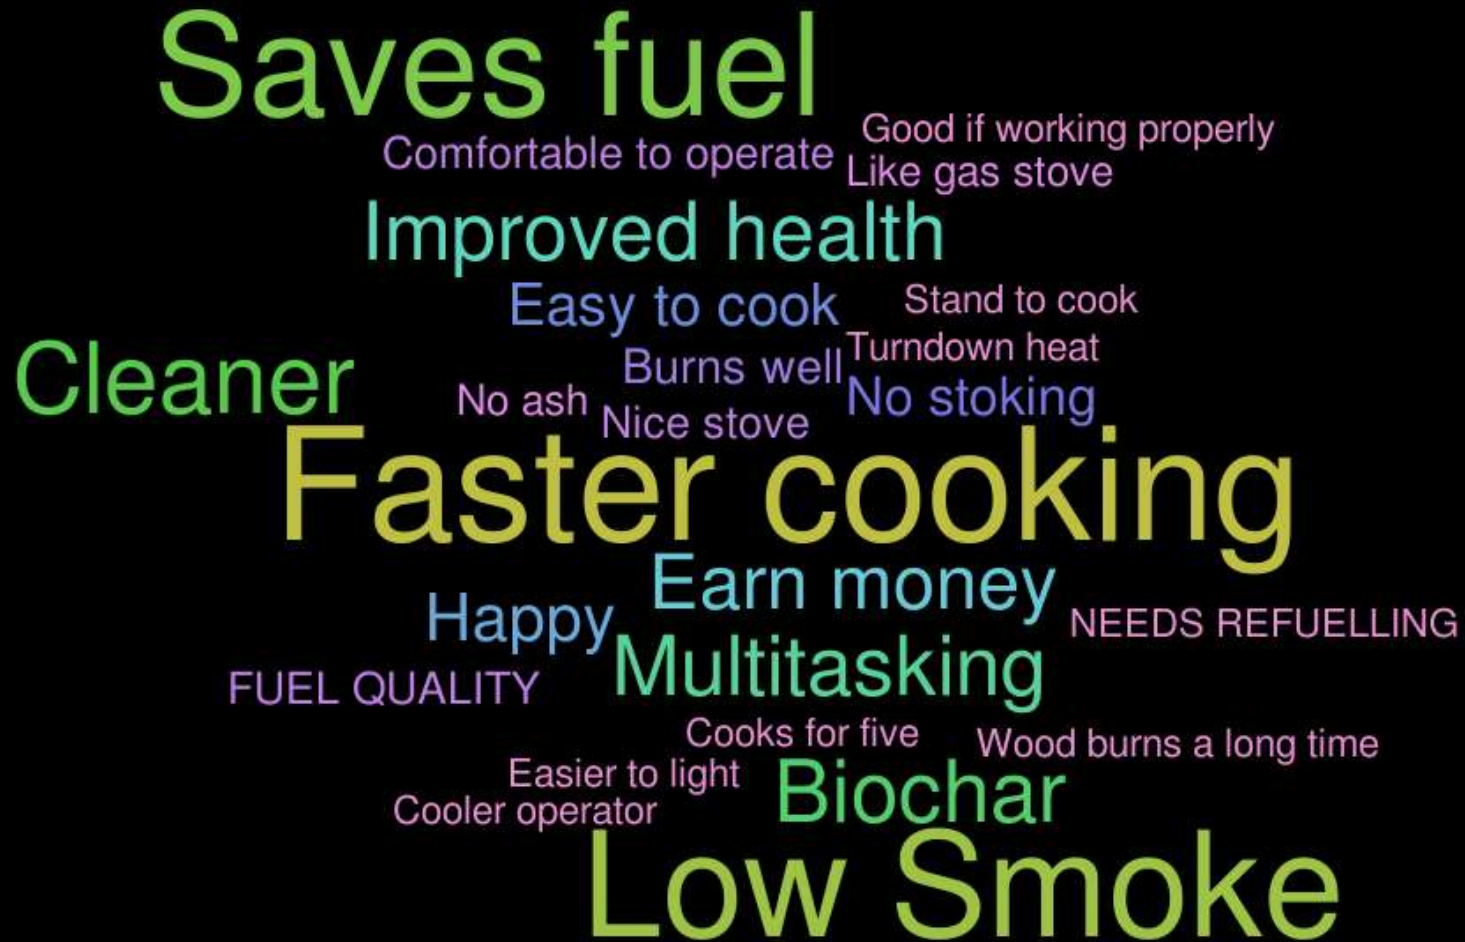 Saves fuel
Good if working properly
Comfortable to operate
Like gas stove
Improved health
Easy to cook
Stand to cook
Cleaner
Burns well
Turndown heat
No ash
Nice stove
No stoking
Faster cooking
Earn money
Happy
NEEDS REFUELLING
Multitasking
FUEL QUALITY
Cooks for five
Wood burns a long time
Easier to light
Biochar
Cooler operator
Low Smoke